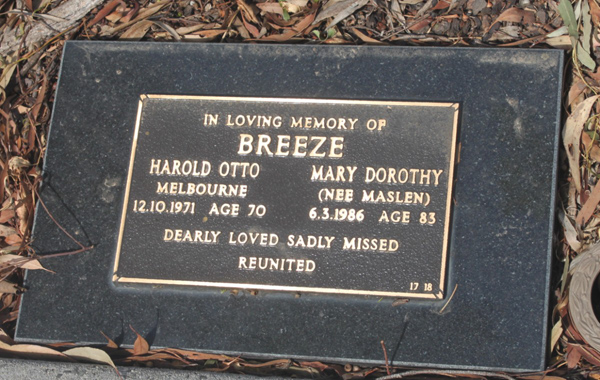 IN LOVING MEMORY OF
BREEZE
HAROLD OTTO MARY DOROTHY
MELBOURNE (NEE MASLEN)
12.10.1971 AGE 70 6.3.1986 AGE 83
DEARLY LOVED SADLY MISSED
REUNITED
17 18